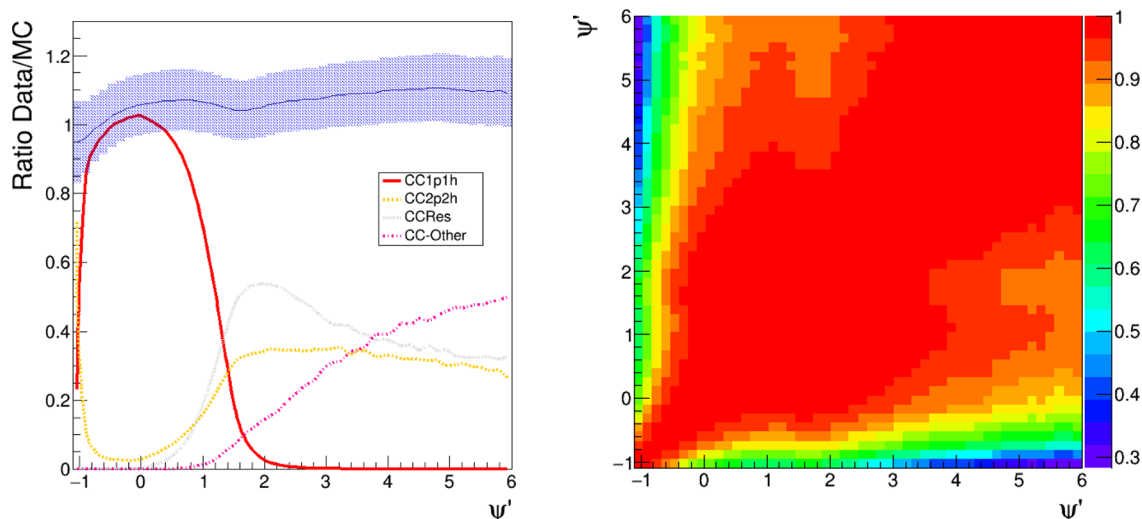 Ratio Data/MC
1.2
1
0.8
0.6
0.4
0.2
0
CC1p1h
CC2p2h
CCRes
CC-Other
−1 0 1 2 3 4 5 6
ψ'
ψ'
6
5
4
3
2
1
0
−1
−1 0 1 2 3 4 5 6
ψ'
1
0.9
0.8
0.7
0.6
0.5
0.4
0.3